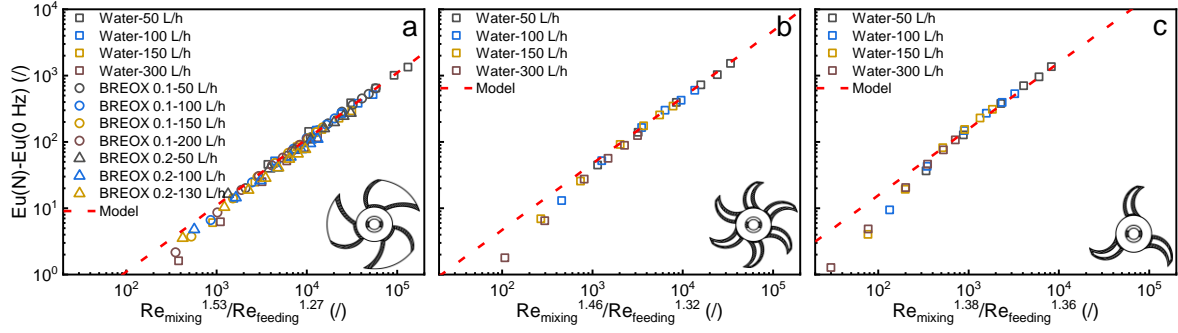 Eu(N)-Eu(0 Hz) (/)
10⁴
10³
10²
10¹
10⁰
a
Water-50 L/h
Water-100 L/h
Water-150 L/h
Water-300 L/h
BREOX 0.1-50 L/h
BREOX 0.1-100 L/h
BREOX 0.1-150 L/h
BREOX 0.1-200 L/h
BREOX 0.2-50 L/h
BREOX 0.2-100 L/h
BREOX 0.2-130 L/h
Model
10² 10³ 10⁴ 10⁵
Re_mixing^1.53/Re_feeding^1.27 (/)
b
Water-50 L/h
Water-100 L/h
Water-150 L/h
Water-300 L/h
Model
10² 10³ 10⁴ 10⁵
Re_mixing^1.46/Re_feeding^1.32 (/)
c
Water-50 L/h
Water-100 L/h
Water-150 L/h
Water-300 L/h
Model
10² 10³ 10⁴ 10⁵
Re_mixing^1.38/Re_feeding^1.36 (/)